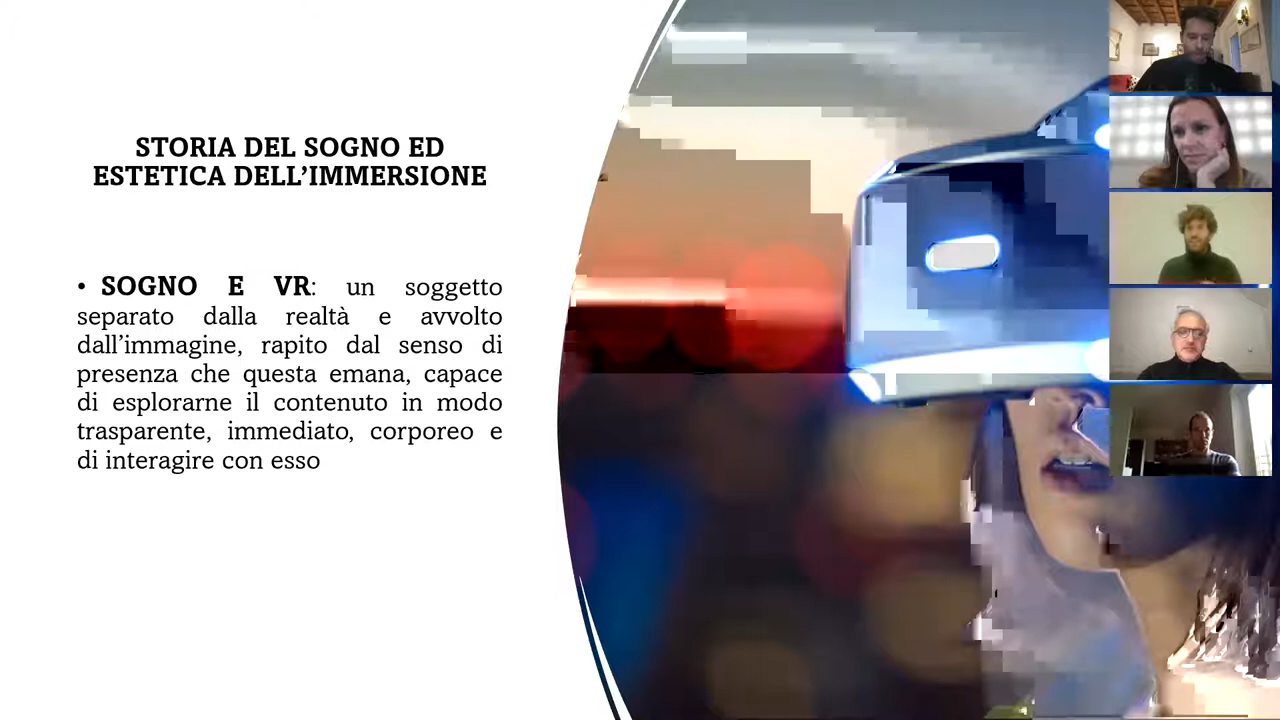 STORIA DEL SOGNO ED
ESTETICA DELL’IMMERSIONE
• SOGNO E VR: un soggetto
separato dalla realtà e avvolto
dall’immagine, rapito dal senso di
presenza che questa emana, capace
di esplorarne il contenuto in modo
trasparente, immediato, corporeo e
di interagire con esso